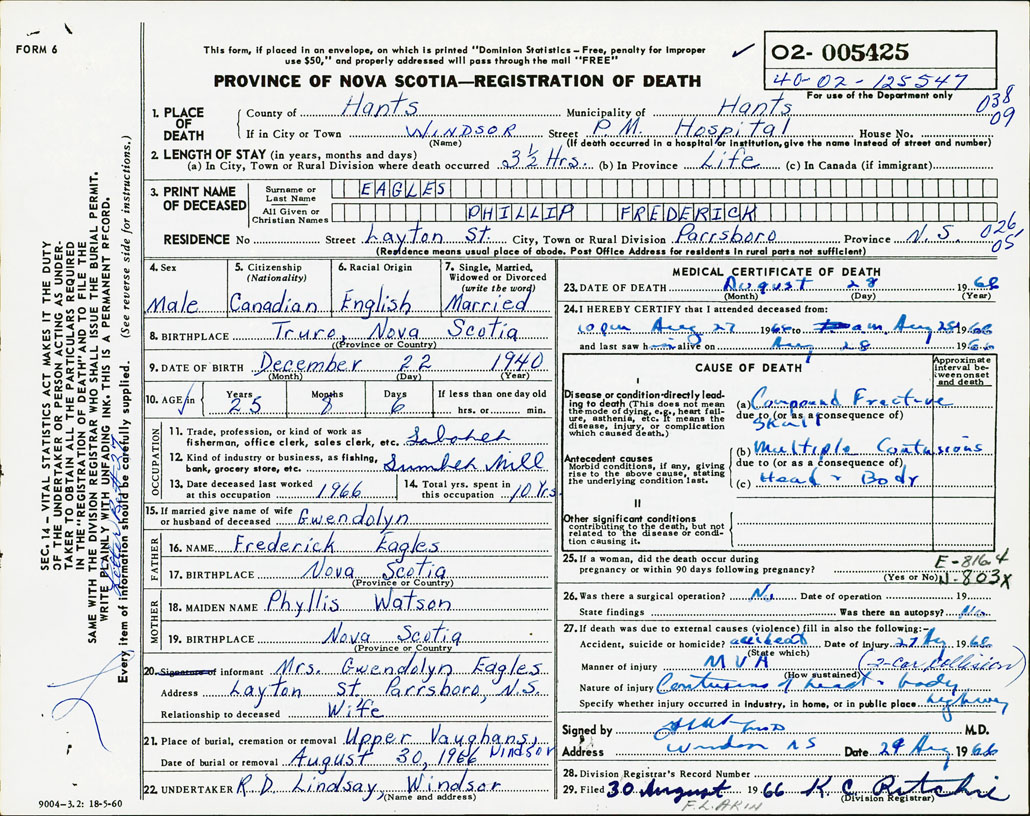 FORM 6
This form, if placed in an envelope, on which is printed "Dominion Statistics—Free, penalty for improper
use $50," and properly addressed will pass through the mail "FREE"
✓
O2- 005425
40-02-125547
For use of the Department only
PROVINCE OF NOVA SCOTIA—REGISTRATION OF DEATH
038
09
1. PLACE OF DEATH
County of Hants Municipality of Hants
If in City or Town WINDSOR Street P.M. Hospital House No.
(Name) (If death occurred in a hospital or institution, give the name instead of street and number)
2. LENGTH OF STAY (in years, months and days)
(a) In City, Town or Rural Division where death occurred 3½ Hrs. (b) In Province Life (c) In Canada (if immigrant)
3. PRINT NAME OF DECEASED
Surname or Last Name EAGLES
All Given or Christian Names PHILLIP FREDERICK
RESIDENCE No Street Layton St. City, Town or Rural Division Parrsboro Province N.S.
026
05
(Residence means usual place of abode. Post Office Address for residents in rural parts not sufficient)
4. Sex Male
5. Citizenship (Nationality) Canadian
6. Racial Origin English
7. Single, Married, Widowed or Divorced (write the word) Married
8. BIRTHPLACE Truro, Nova Scotia
(Province or Country)
9. DATE OF BIRTH December 22 1940
(Month) (Day) (Year)
10. AGE in Years 25 Months 8 Days 6 If less than one day old hrs. or min.
OCCUPATION
11. Trade, profession, or kind of work as
fisherman, office clerk, sales clerk, etc.
12. Kind of industry or business, as fishing,
bank, grocery store, etc. Lumber Mill
13. Date deceased last worked
at this occupation 1966
14. Total yrs. spent in
this occupation 10 Yrs.
15. If married give name of wife
or husband of deceased Gwendolyn
FATHER
16. NAME Frederick Eagles
17. BIRTHPLACE Nova Scotia
(Province or Country)
MOTHER
18. MAIDEN NAME Phyllis Watson
19. BIRTHPLACE Nova Scotia
(Province or Country)
20. Signature of informant Mrs. Gwendolyn Eagles
Address Layton St. Parrsboro, N.S.
Relationship to deceased Wife
21. Place of burial, cremation or removal Upper Vaughans, Windsor
Date of burial or removal August 30, 1966
22. UNDERTAKER R.D. Lindsay, Windsor
(Name and address)
MEDICAL CERTIFICATE OF DEATH
23. DATE OF DEATH August 28 1966
(Month) (Day) (Year)
24. I HEREBY CERTIFY that I attended deceased from:
10 pm Aug 27 1966 to am Aug 28 1966
and last saw h alive on Aug 28 1966
CAUSE OF DEATH
Approximate interval between onset and death
I
Disease or condition directly leading to death (This does not mean
the mode of dying, e.g., heart failure, asthenia, etc. It means the
disease, injury, or complication
which caused death.)
(a) Compound Fracture Skull
due to (or as a consequence of)
Antecedent causes
Morbid conditions, if any, giving
rise to the above cause, stating
the underlying condition last.
(b) Multiple Contusions
due to (or as a consequence of)
(c) Head & Body
II
Other significant conditions
contributing to the death, but not
related to the disease or condition causing it.
25. If a woman, did the death occur during
pregnancy or within 90 days following pregnancy?
(Yes or No)
E-816.4
N-803X
26. Was there a surgical operation? No Date of operation 19
State findings Was there an autopsy? No
27. If death was due to external causes (violence) fill in also the following:-
Accident, suicide or homicide? accident Date of injury 27 Aug 1966
(State which)
Manner of injury MVA (2-car collision)
(How sustained)
Nature of injury Contusions of head & body
Specify whether injury occurred in industry, in home, or in public place highway
Signed by M.D.
Address Windsor NS Date 29 Aug 1966
28. Division Registrar's Record Number
29. Filed 30 August 1966 K.C. Ritchie
(Division Registrar)
F.L. AKIN
SEC. 14 – VITAL STATISTICS ACT MAKES IT THE DUTY
OF THE UNDERTAKER OR PERSON ACTING AS UNDER-
TAKER TO OBTAIN ALL THE PARTICULARS REQUIRED
IN THE "REGISTRATION OF DEATH" AND TO FILE THE
SAME WITH THE DIVISION REGISTRAR WHO SHALL ISSUE THE BURIAL PERMIT.
WRITE PLAINLY WITH UNFADING INK. THIS IS A PERMANENT RECORD.
Every item of information should be carefully supplied. (See reverse side for instructions.)
9004–3.2: 18-5-60